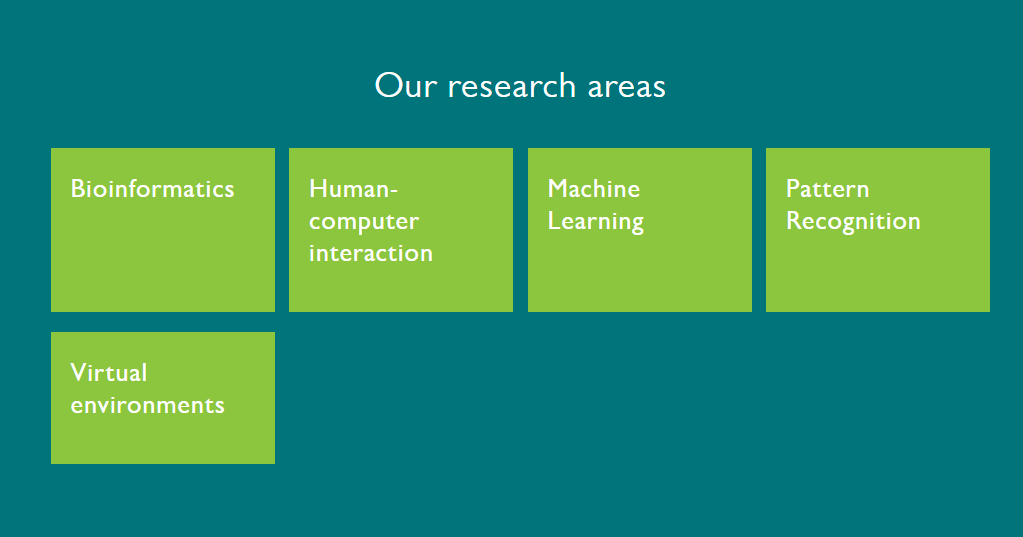 Our research areas
Bioinformatics
Human-
computer
interaction
Machine
Learning
Pattern
Recognition
Virtual
environments